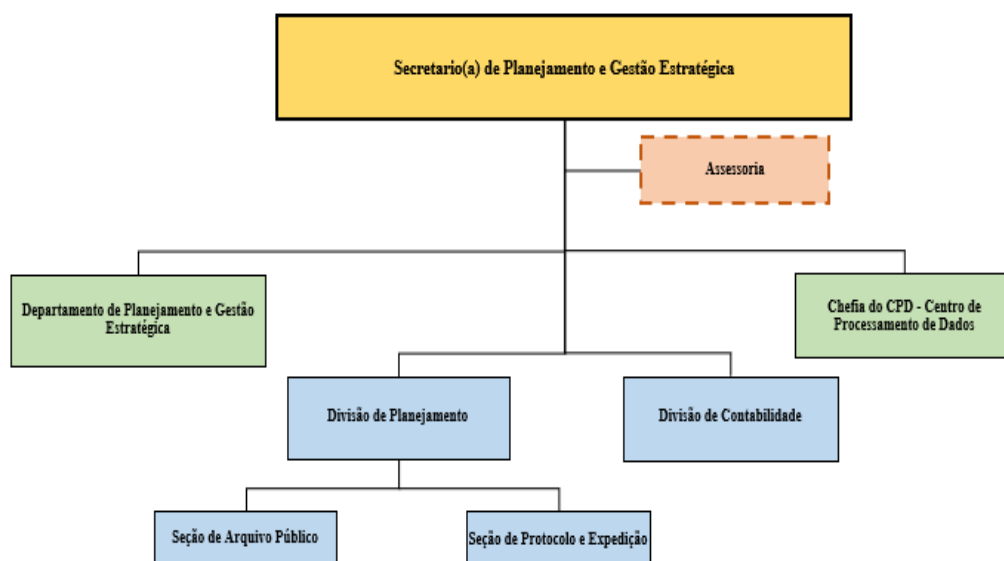 Secretario(a) de Planejamento e Gestão Estratégica
Assessoria
Departamento de Planejamento e Gestão
Estratégica
Chefia do CPD - Centro de
Processamento de Dados
Divisão de Planejamento
Divisão de Contabilidade
Seção de Arquivo Público
Seção de Protocolo e Expedição